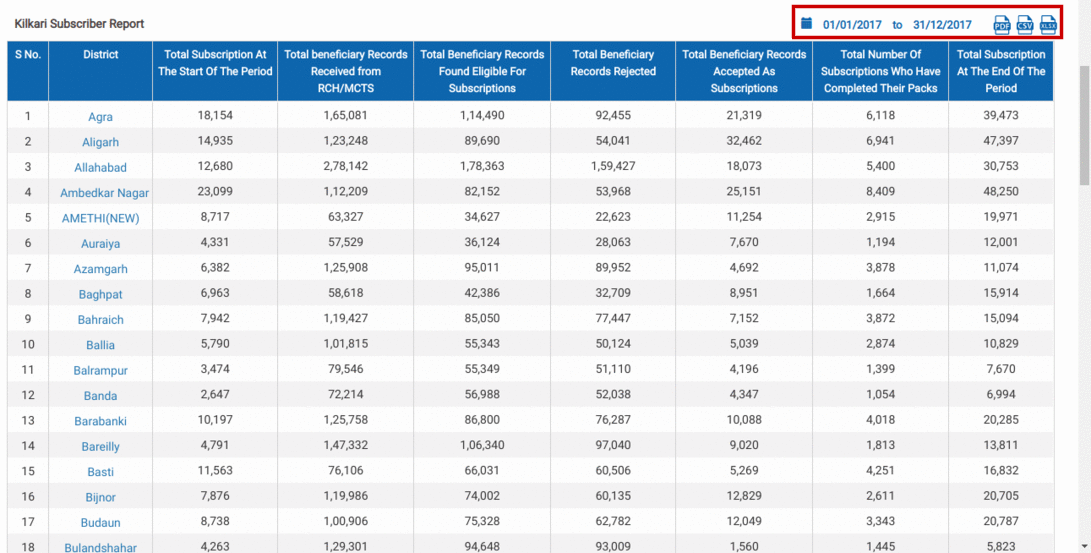 Kilkari Subscriber Report
01/01/2017 to 31/12/2017 PDF CSV XLSX
S No. District Total Subscription At The Start Of The Period Total beneficiary Records Received from RCH/MCTS Total Beneficiary Records Found Eligible For Subscriptions Total Beneficiary Records Rejected Total Beneficiary Records Accepted As Subscriptions Total Number Of Subscriptions Who Have Completed Their Packs Total Subscription At The End Of The Period
1 Agra 18,154 1,65,081 1,14,490 92,455 21,319 6,118 39,473
2 Aligarh 14,935 1,23,248 89,690 54,041 32,462 6,941 47,397
3 Allahabad 12,680 2,78,142 1,78,363 1,59,427 18,073 5,400 30,753
4 Ambedkar Nagar 23,099 1,12,209 82,152 53,968 25,151 8,409 48,250
5 AMETHI(NEW) 8,717 63,327 34,627 22,623 11,254 2,915 19,971
6 Auraiya 4,331 57,529 36,124 28,063 7,670 1,194 12,001
7 Azamgarh 6,382 1,25,908 95,011 89,952 4,692 3,878 11,074
8 Baghpat 6,963 58,618 42,386 32,709 8,951 1,664 15,914
9 Bahraich 7,942 1,19,427 85,050 77,447 7,152 3,872 15,094
10 Ballia 5,790 1,01,815 55,343 50,124 5,039 2,874 10,829
11 Balrampur 3,474 79,546 55,349 51,110 4,196 1,399 7,670
12 Banda 2,647 72,214 56,988 52,038 4,347 1,054 6,994
13 Barabanki 10,197 1,25,758 86,800 76,287 10,088 4,018 20,285
14 Bareilly 4,791 1,47,332 1,06,340 97,040 9,020 1,813 13,811
15 Basti 11,563 76,106 66,031 60,506 5,269 4,251 16,832
16 Bijnor 7,876 1,19,986 74,002 60,135 12,829 2,611 20,705
17 Budaun 8,738 1,00,906 75,328 62,782 12,049 3,343 20,787
18 Bulandshahar 4,263 1,29,301 94,648 93,009 1,560 1,445 5,823